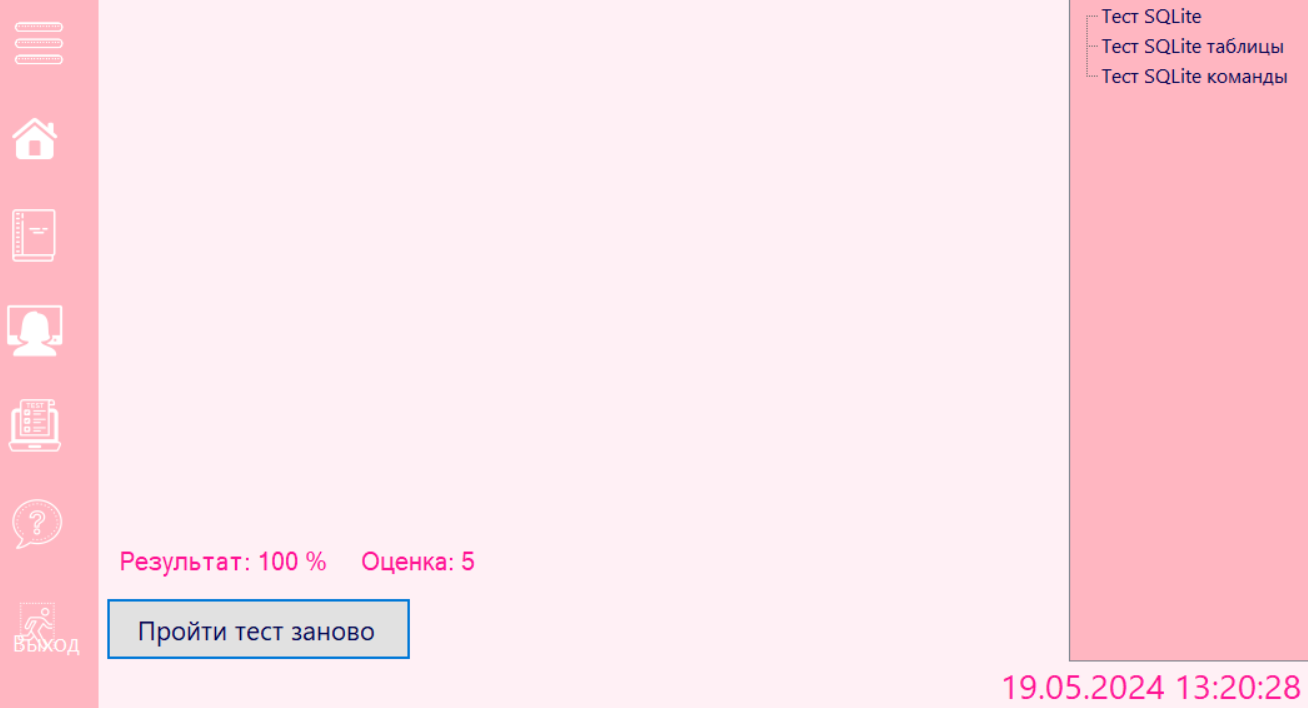 Тест SQLite
Тест SQLite таблицы
Тест SQLite команды
TEST
Результат: 100 % Оценка: 5
Пройти тест заново
ВЫХОД
19.05.2024 13:20:28